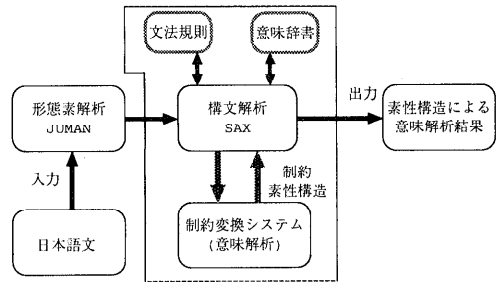 文法規則
意味辞書
形態素解析
JUMAN
構文解析
SAX
出力
素性構造による
意味解析結果
入力
制約
素性構造
日本語文
制約変換システム
(意味解析)